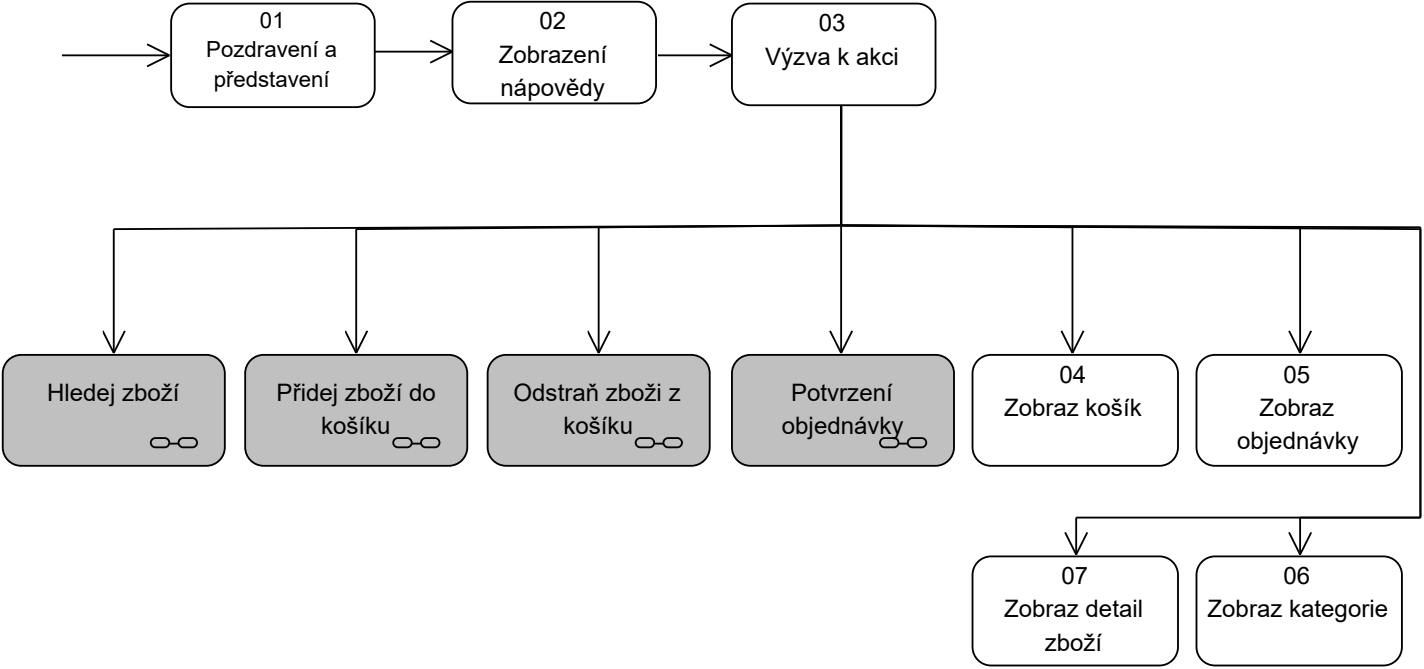 01
Pozdravení a
představení
02
Zobrazení
nápovědy
03
Výzva k akci
Hledej zboží
Přidej zboží do
košíku
Odstraň zboži z
košíku
Potvrzení
objednávky
04
Zobraz košík
05
Zobraz
objednávky
07
Zobraz detail
zboží
06
Zobraz kategorie